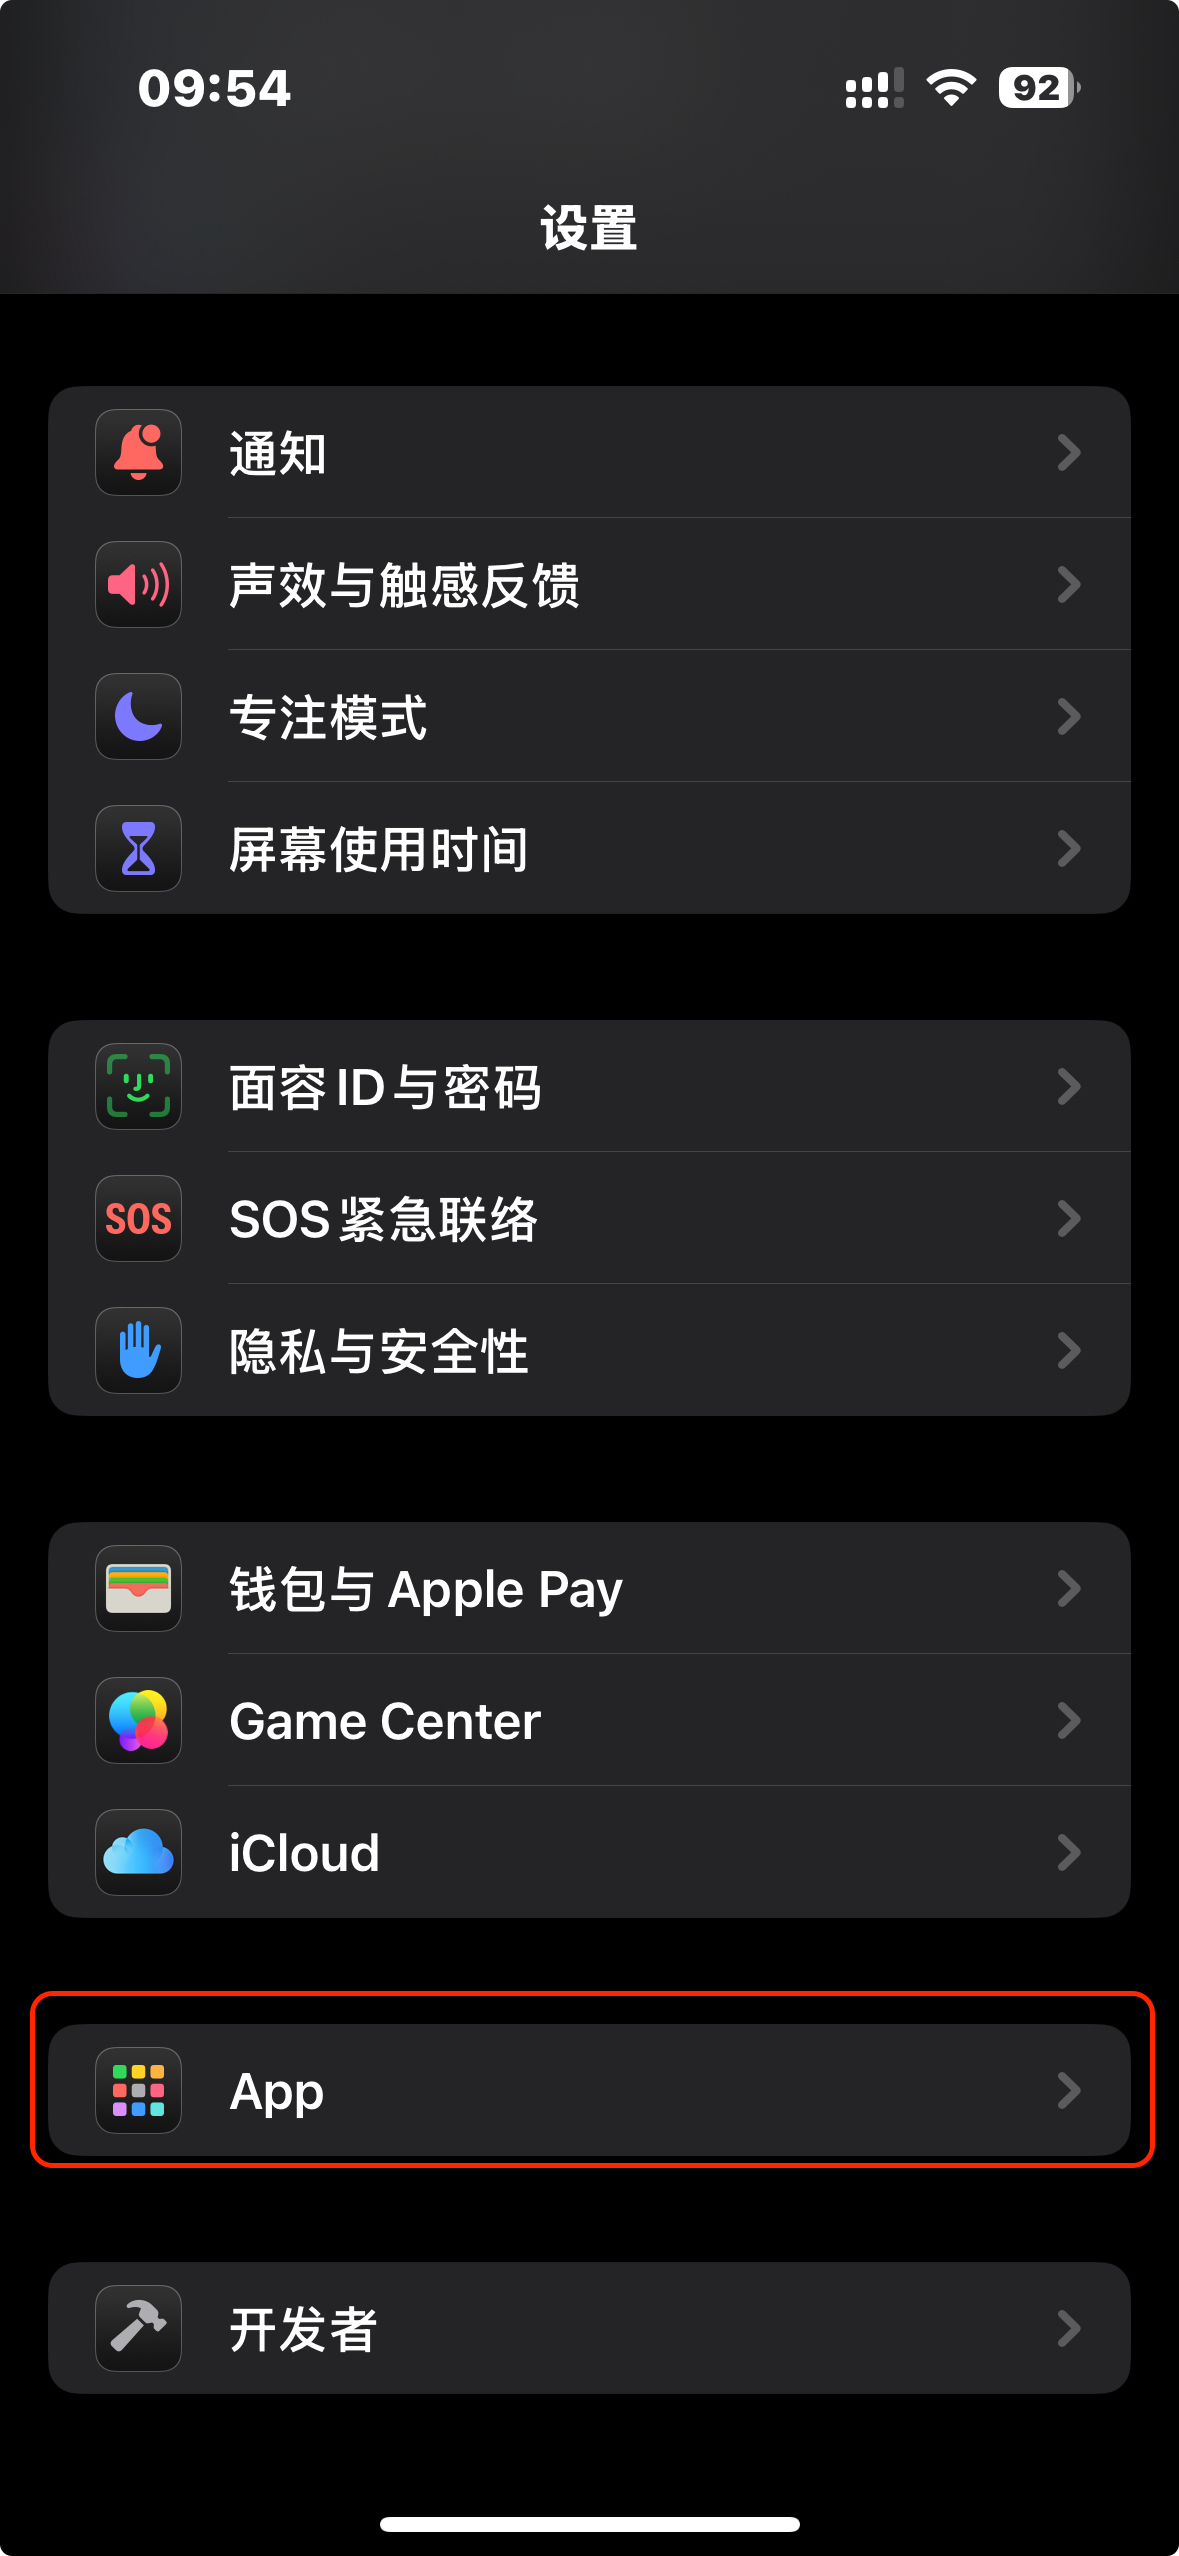 09:54
92
设置
通知
声效与触感反馈
专注模式
屏幕使用时间
面容 ID 与密码
SOS
SOS 紧急联络
隐私与安全性
钱包与 Apple Pay
Game Center
iCloud
App
开发者